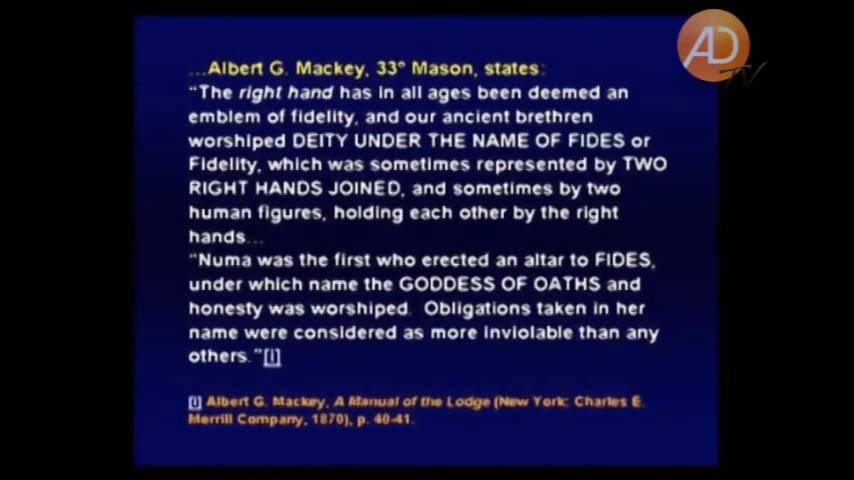 AD
TV
...Albert G. Mackey, 33° Mason, states:
"The right hand has in all ages been deemed an
emblem of fidelity, and our ancient brethren
worshiped DEITY UNDER THE NAME OF FIDES or
Fidelity, which was sometimes represented by TWO
RIGHT HANDS JOINED, and sometimes by two
human figures, holding each other by the right
hands...
"Numa was the first who erected an altar to FIDES,
under which name the GODDESS OF OATHS and
honesty was worshiped. Obligations taken in her
name were considered as more inviolable than any
others."[i]
[i] Albert G. Mackey, A Manual of the Lodge (New York: Charles E.
Merrill Company, 1870), p. 40-41.